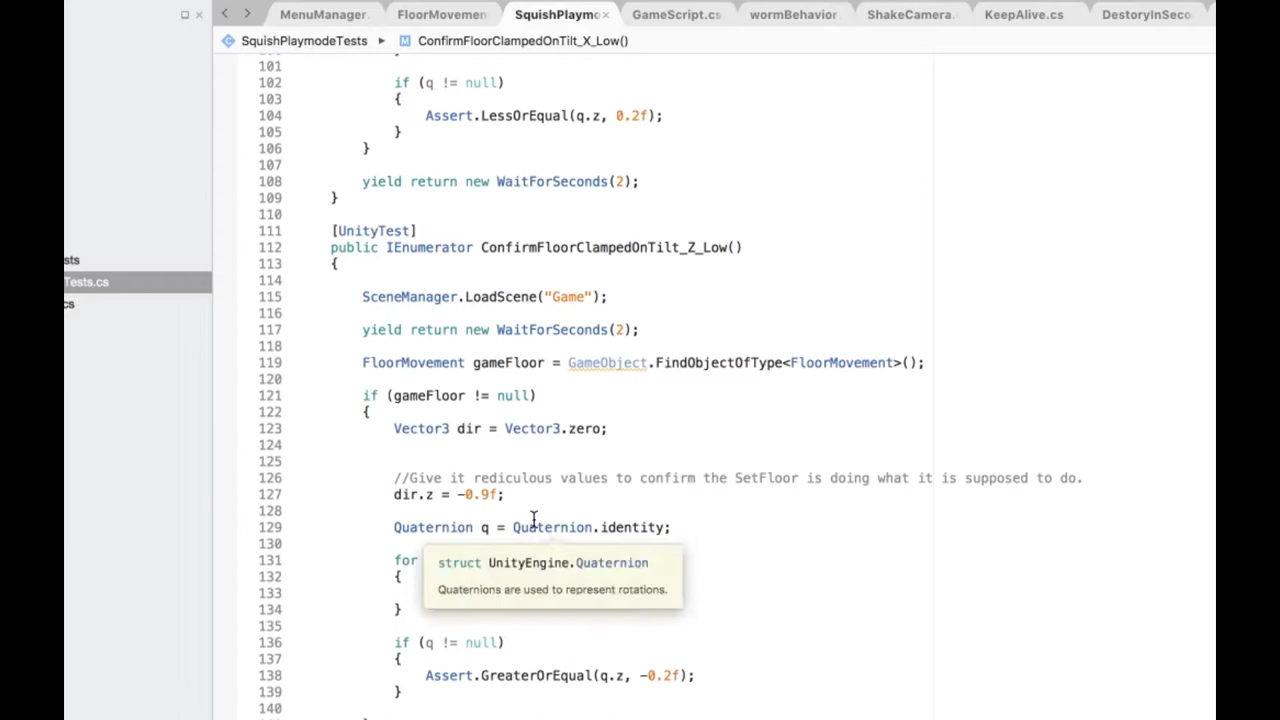 MenuManager.
FloorMovemen
SquishPlaymo
GameScript.cs
wormBehavior
ShakeCamera.
KeepAlive.cs
DestoryInSeco
SquishPlaymodeTests
ConfirmFloorClampedOnTilt_X_Low()
sts
Tests.cs
cs
101
102 if (q != null)
103 {
104 Assert.LessOrEqual(q.z, 0.2f);
105 }
106 }
107
108 yield return new WaitForSeconds(2);
109 }
110
111 [UnityTest]
112 public IEnumerator ConfirmFloorClampedOnTilt_Z_Low()
113 {
114
115 SceneManager.LoadScene("Game");
116
117 yield return new WaitForSeconds(2);
118
119 FloorMovement gameFloor = GameObject.FindObjectOfType<FloorMovement>();
120
121 if (gameFloor != null)
122 {
123 Vector3 dir = Vector3.zero;
124
125
126 //Give it rediculous values to confirm the SetFloor is doing what it is supposed to do.
127 dir.z = -0.9f;
128
129 Quaternion q = Quaternion.identity;
130
131 for
132 {
133
134 }
135
136 if (q != null)
137 {
138 Assert.GreaterOrEqual(q.z, -0.2f);
139 }
140
struct UnityEngine.Quaternion
Quaternions are used to represent rotations.